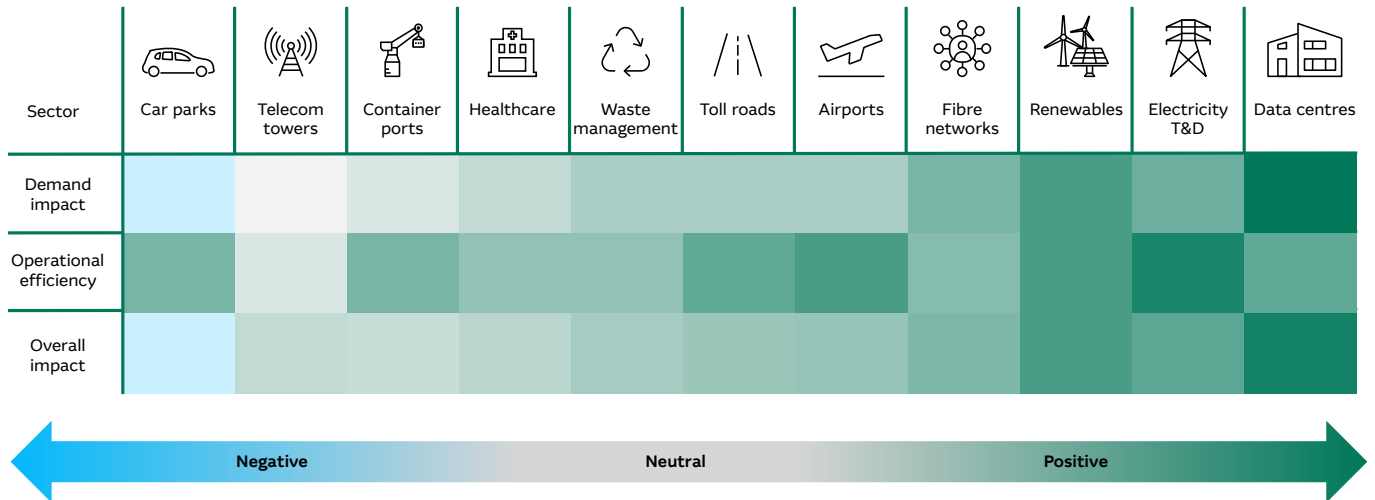 Sector
Car parks
Telecom
towers
Container
ports
Healthcare
Waste
management
Toll roads
Airports
Fibre
networks
Renewables
Electricity
T&D
Data centres
Demand
impact
Operational
efficiency
Overall
impact
Negative
Neutral
Positive